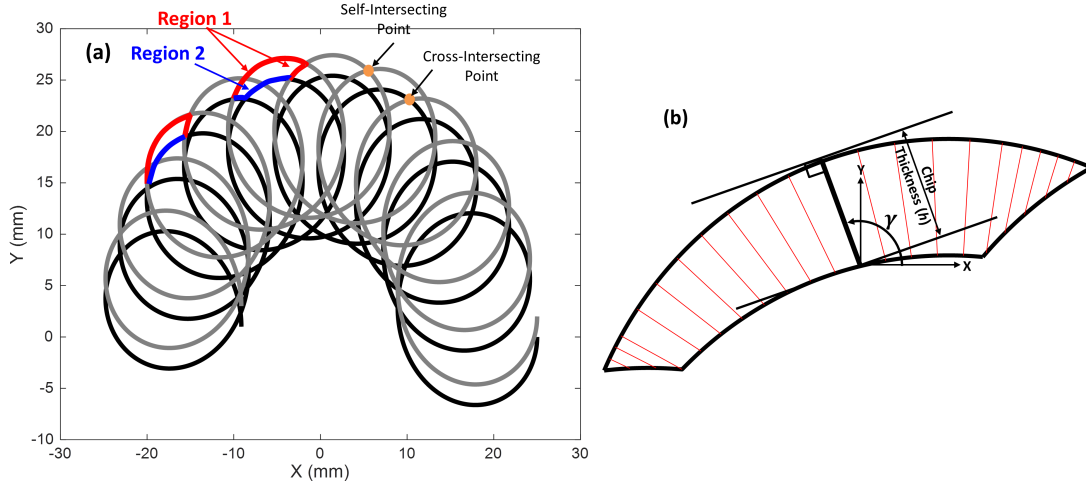 (a)
Region 1
Region 2
Self-Intersecting
Point
Cross-Intersecting
Point
30
25
20
15
10
5
0
-5
-10
-30
-20
-10
0
10
20
30
Y (mm)
X (mm)
(b)
Chip
Thickness (h)
Y
γ
X